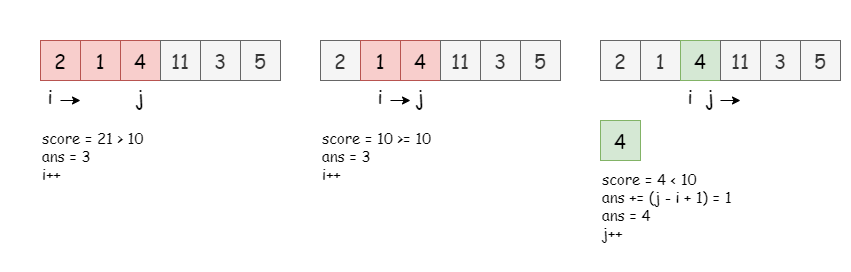 2 1 4 11 3 5
i j
score = 21 > 10
ans = 3
i++
2 1 4 11 3 5
i j
score = 10 >= 10
ans = 3
i++
2 1 4 11 3 5
i j
4
score = 4 < 10
ans += (j - i + 1) = 1
ans = 4
j++